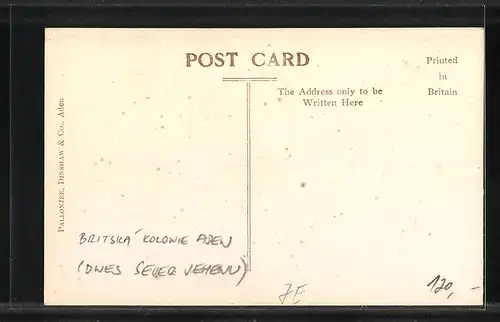 POST CARD
Printed
in
Britain
The Address only to be
Written Here
PALLONJEE, DINSHAW & CO., Aden
BRITSKÁ KOLONIE ADEN
(DNES SEVER JEMENU)
JE
120,-